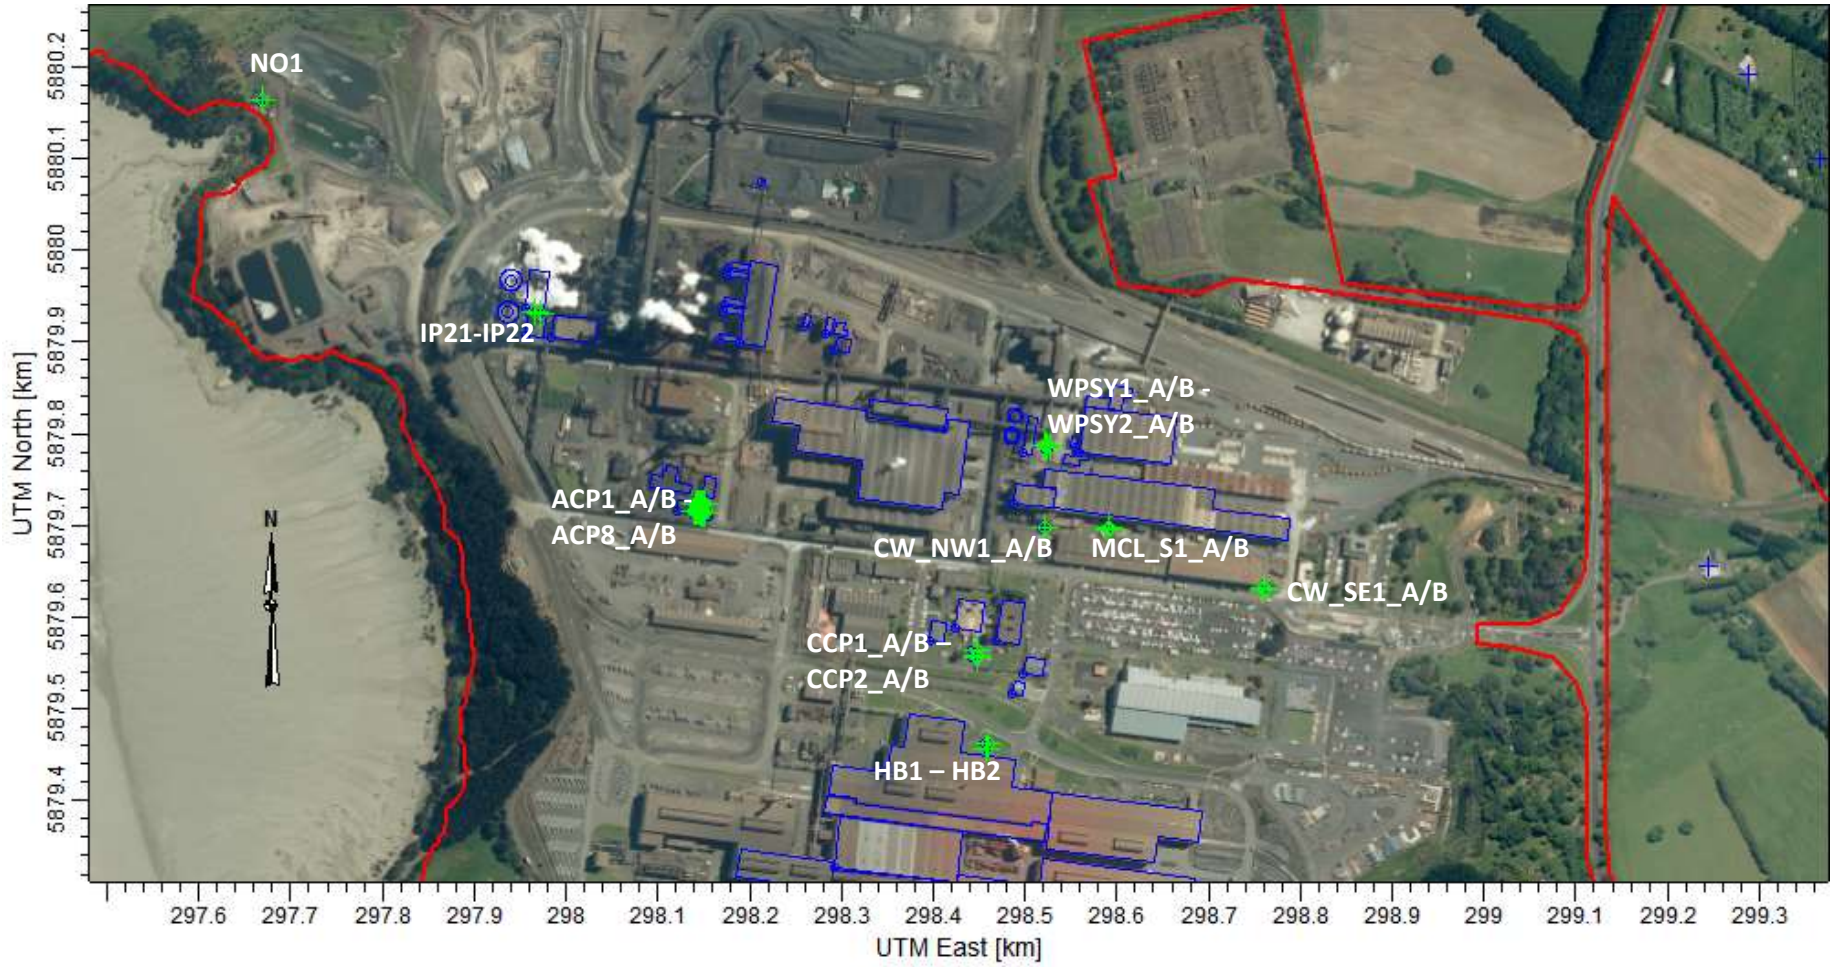 NO1
IP21-IP22
WPSY1_A/B -
WPSY2_A/B
ACP1_A/B -
ACP8_A/B
CW_NW1_A/B
MCL_S1_A/B
CW_SE1_A/B
CCP1_A/B –
CCP2_A/B
HB1 – HB2
N
UTM North [km]
5880.2
5880.1
5880
5879.9
5879.8
5879.7
5879.6
5879.5
5879.4
297.6 297.7 297.8 297.9 298 298.1 298.2 298.3 298.4 298.5 298.6 298.7 298.8 298.9 299 299.1 299.2 299.3
UTM East [km]